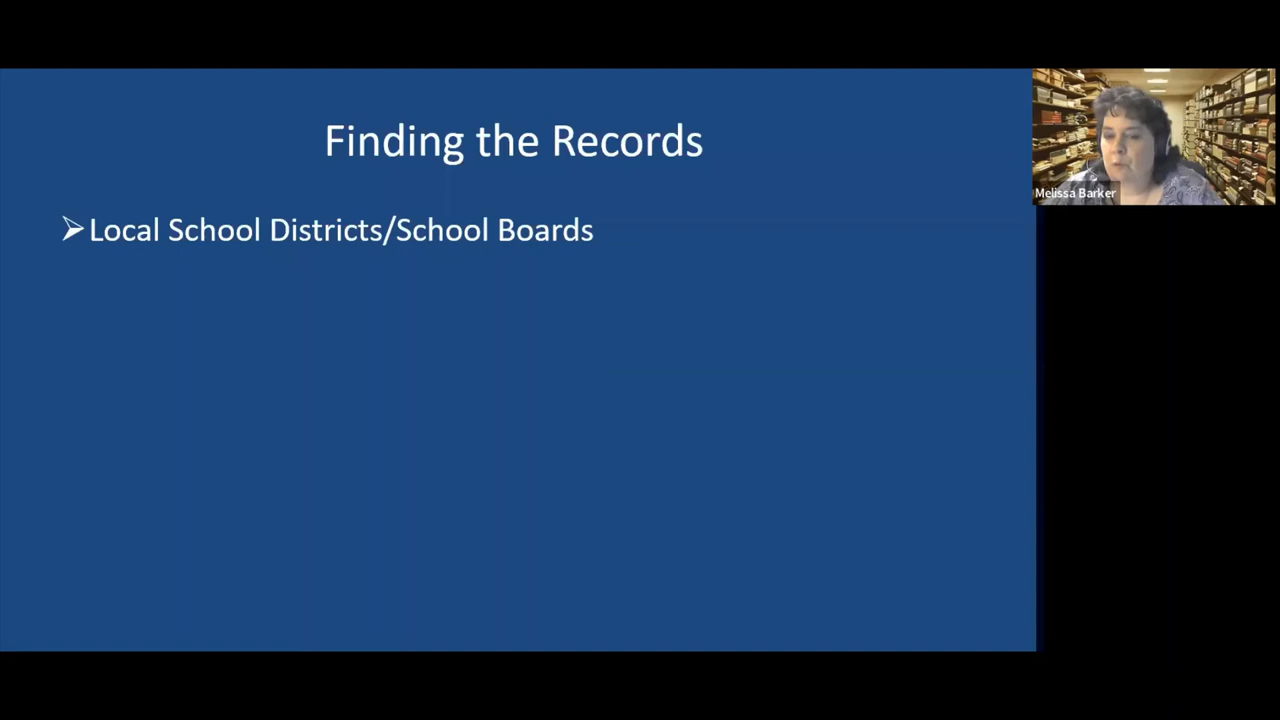 Finding the Records
➢Local School Districts/School Boards
Melissa Barker